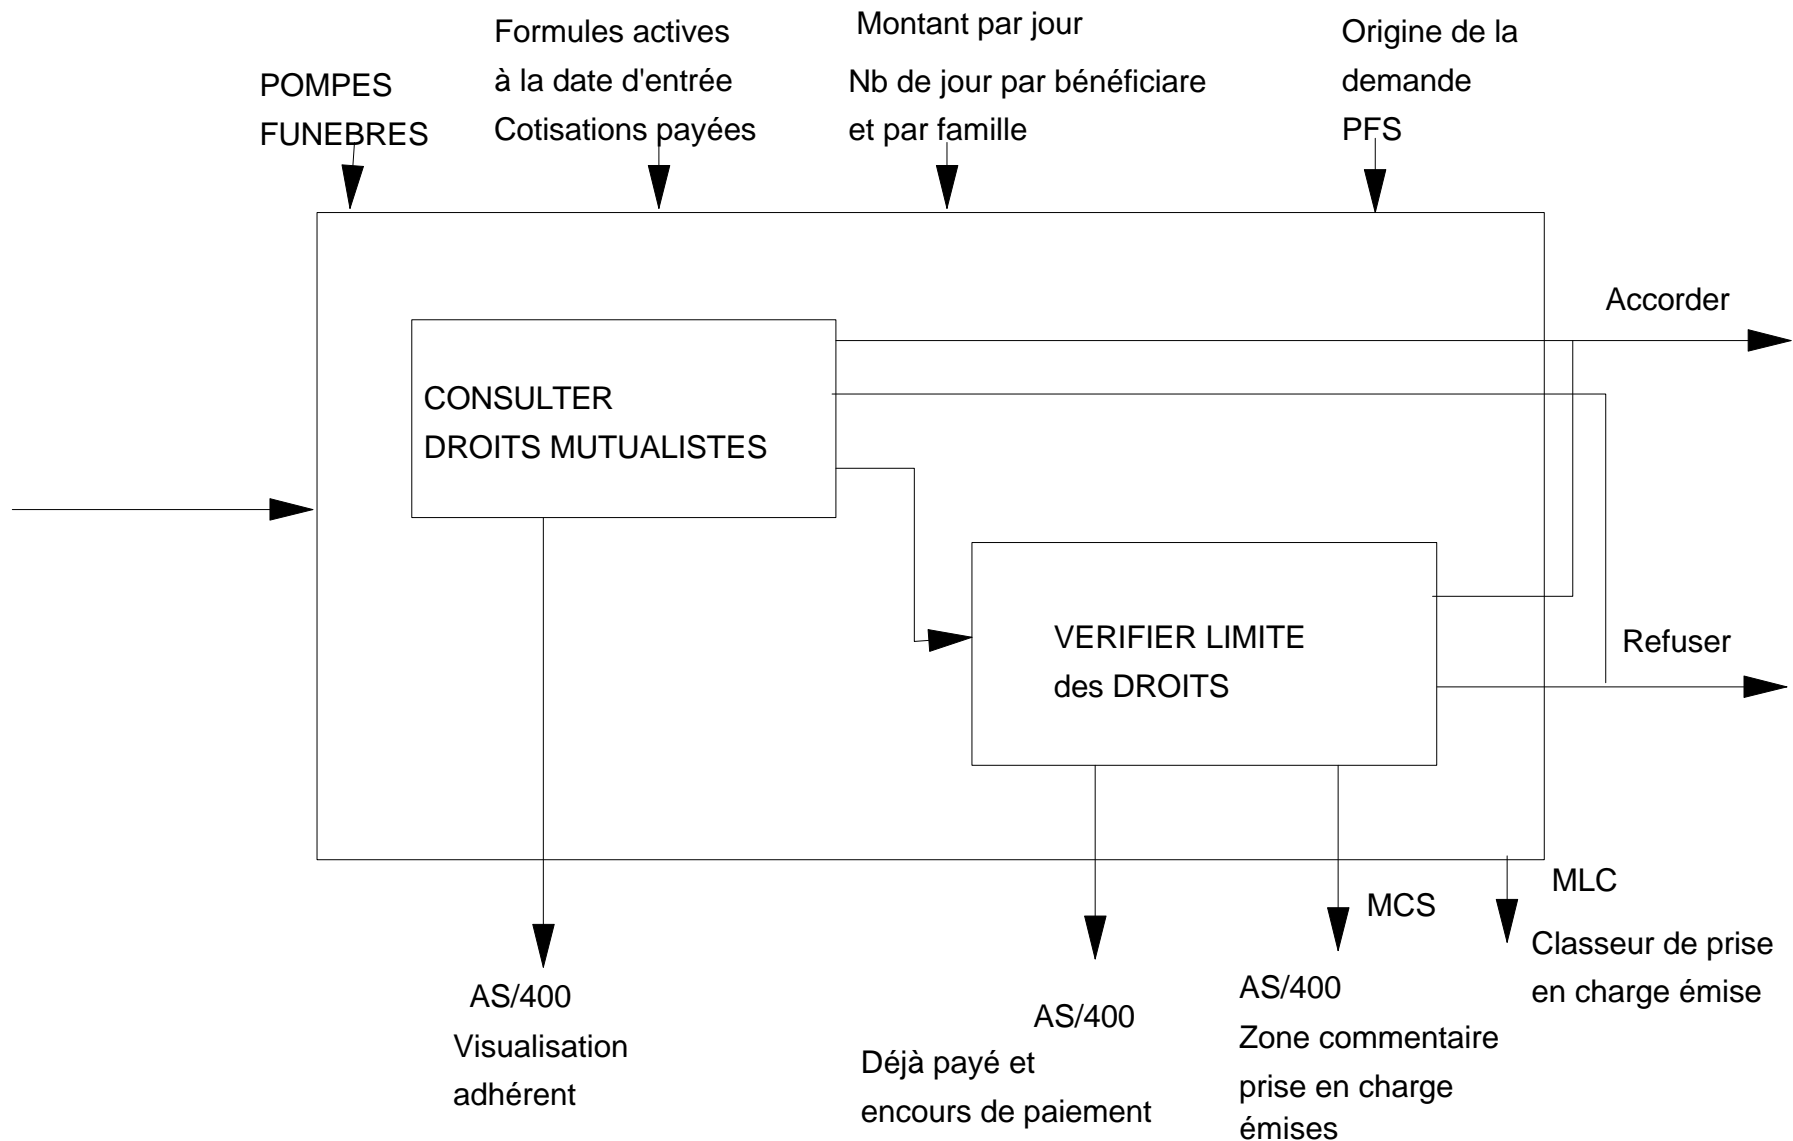 POMPES
FUNEBRES
Formules actives
à la date d'entrée
Cotisations payées
Montant par jour
Nb de jour par bénéficiare
et par famille
Origine de la
demande
PFS
Accorder
CONSULTER
DROITS MUTUALISTES
VERIFIER LIMITE
des DROITS
Refuser
AS/400
Visualisation
adhérent
AS/400
Déjà payé et
encours de paiement
MCS
AS/400
Zone commentaire
prise en charge
émises
MLC
Classeur de prise
en charge émise